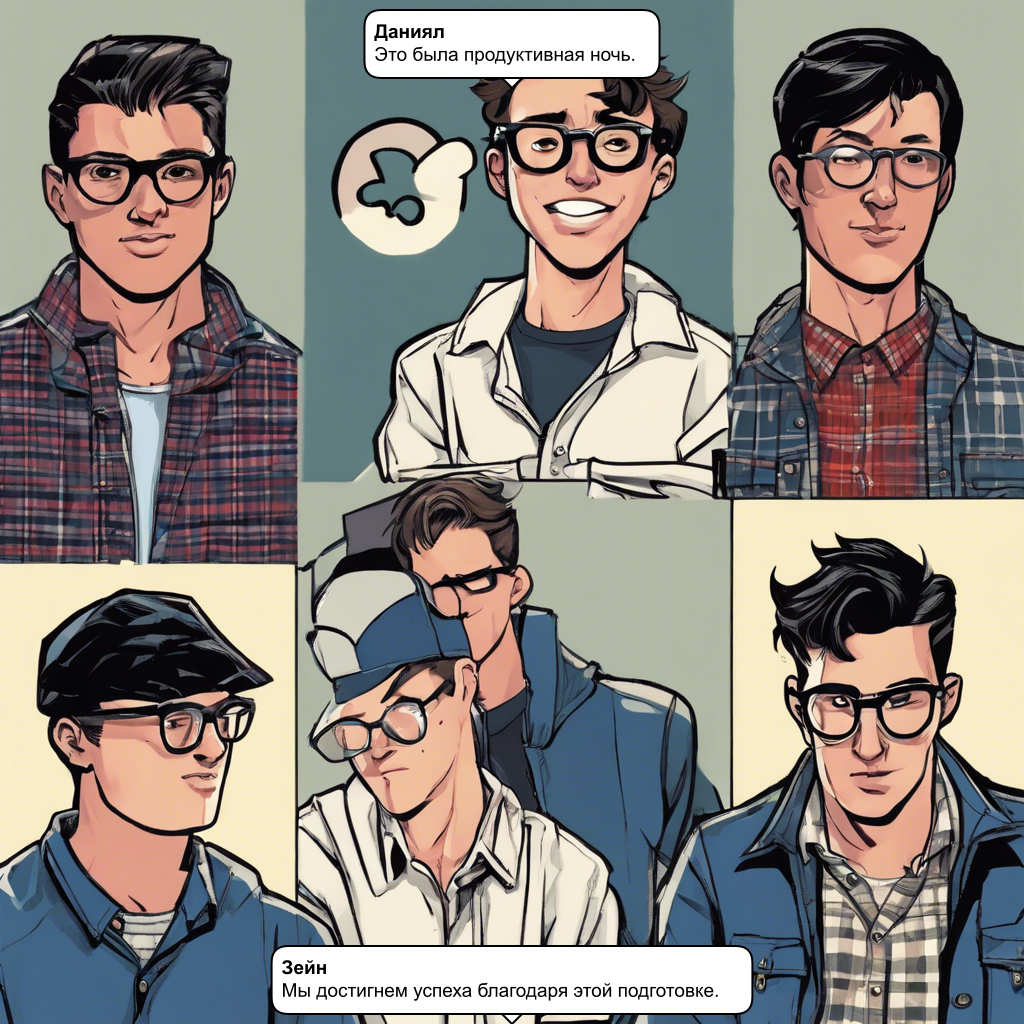 Даниял
Это была продуктивная ночь.
Зейн
Мы достигнем успеха благодаря этой подготовке.